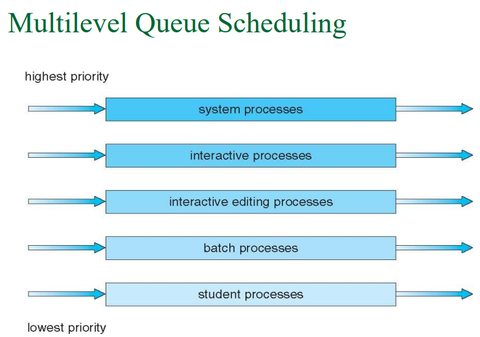 Multilevel Queue Scheduling
highest priority
system processes
interactive processes
interactive editing processes
batch processes
student processes
lowest priority